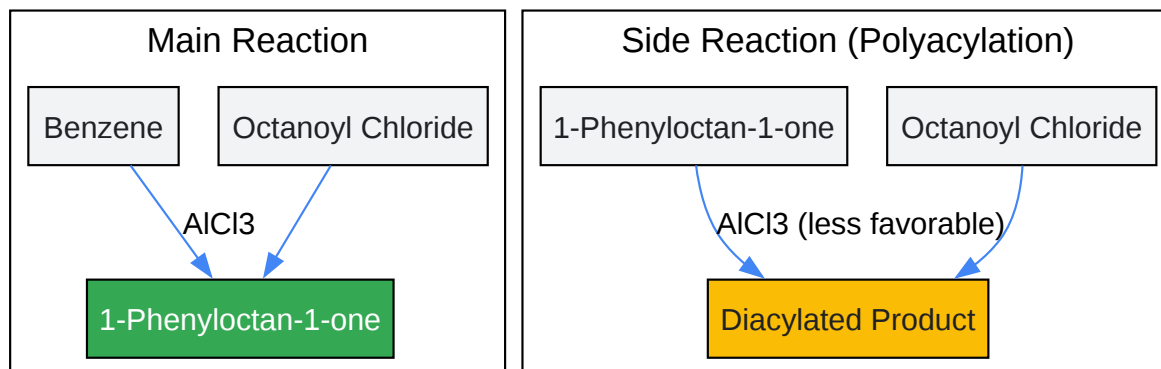 Main Reaction
Benzene
Octanoyl Chloride
AlCl3
1-Phenyloctan-1-one
Side Reaction (Polyacylation)
1-Phenyloctan-1-one
Octanoyl Chloride
AlCl3 (less favorable)
Diacylated Product